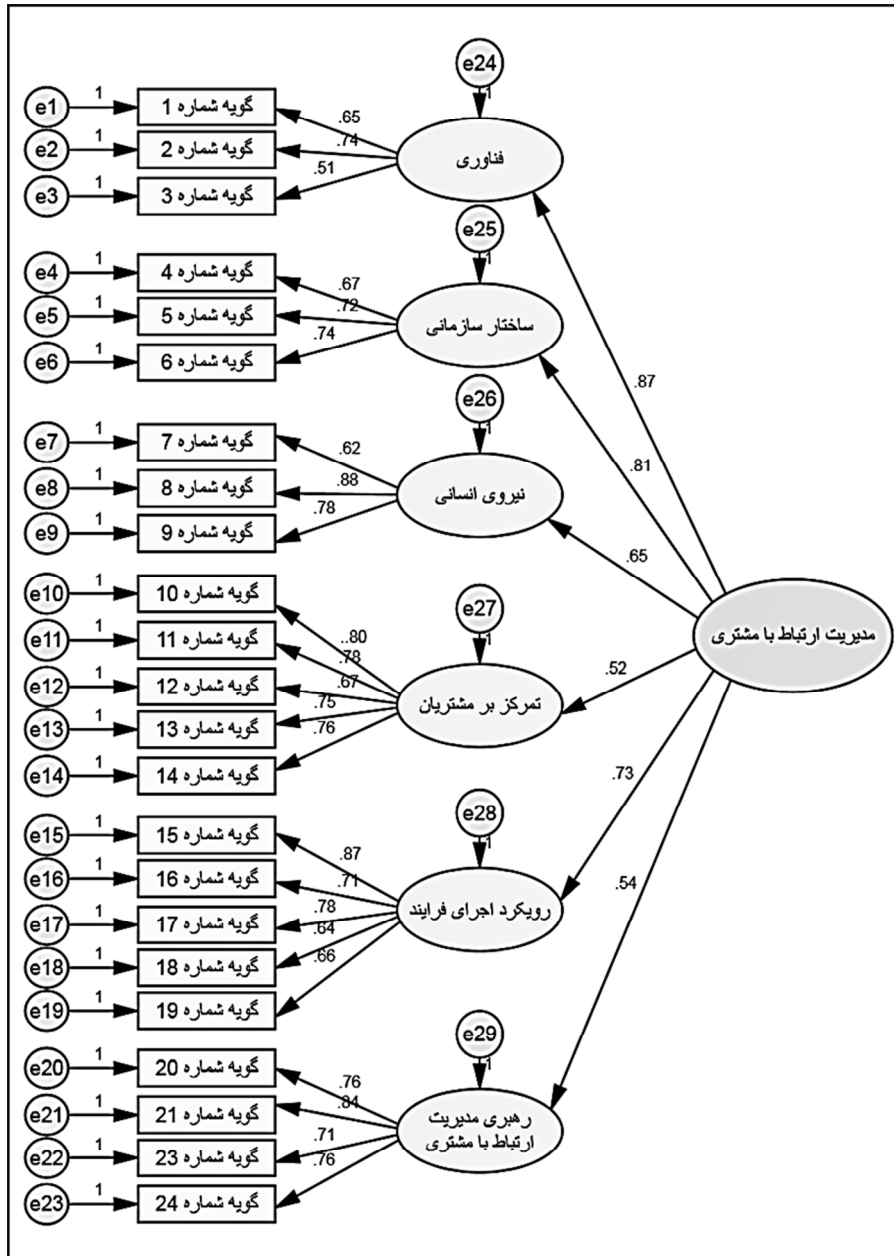 e24
e1 1 گویه شماره 1 .65 1
e2 1 گویه شماره 2 .74 فناوری
e3 1 گویه شماره 3 .51
e25
e4 1 گویه شماره 4 .67 1
e5 1 گویه شماره 5 .72 ساختار سازمانی
e6 1 گویه شماره 6 .74
.87
e26
e7 1 گویه شماره 7 .62 1
.81
e8 1 گویه شماره 8 .88 نیروی انسانی
e9 1 گویه شماره 9 .78
.65
e10 1 گویه شماره 10 ..80
e27
1
مدیریت ارتباط با مشتری
e11 1 گویه شماره 11 .78
e12 1 گویه شماره 12 .67 تمرکز بر مشتریان .52
e13 1 گویه شماره 13 .75
e14 1 گویه شماره 14 .76
.73
e28
e15 1 گویه شماره 15 .87 1
e16 1 گویه شماره 16 .71
.54
e17 1 گویه شماره 17 .78 رویکرد اجرای فرایند
e18 1 گویه شماره 18 .64
e19 1 گویه شماره 19 .66
e29
e20 1 گویه شماره 20 .76 1
e21 1 گویه شماره 21 .84 رهبری مدیریت
ارتباط با مشتری
e22 1 گویه شماره 23 .71
e23 1 گویه شماره 24 .76